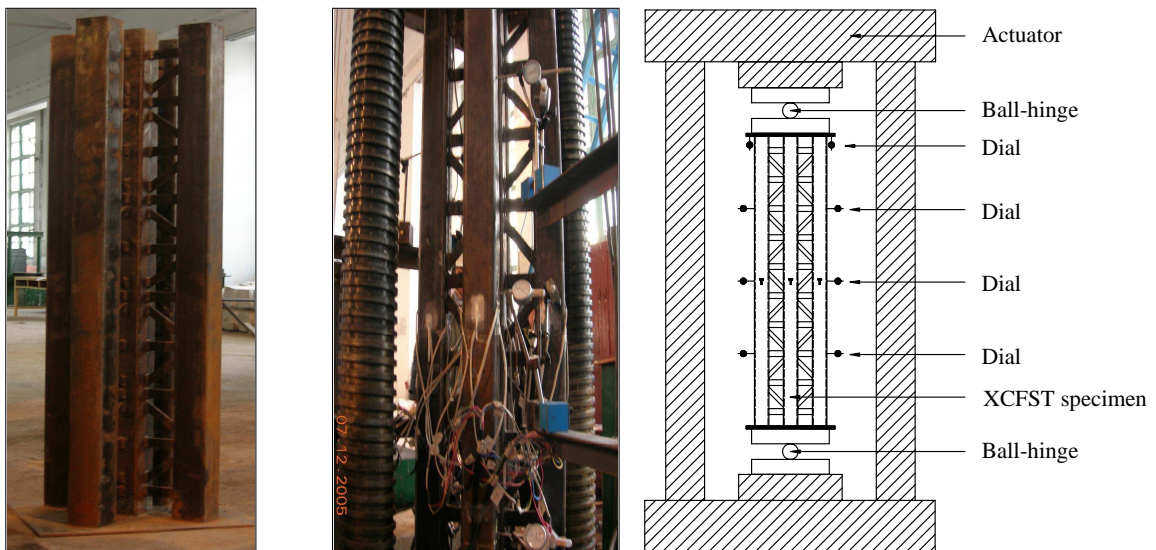 Actuator
Ball-hinge
Dial
Dial
Dial
Dial
XCFST specimen
Ball-hinge
07.12.2005